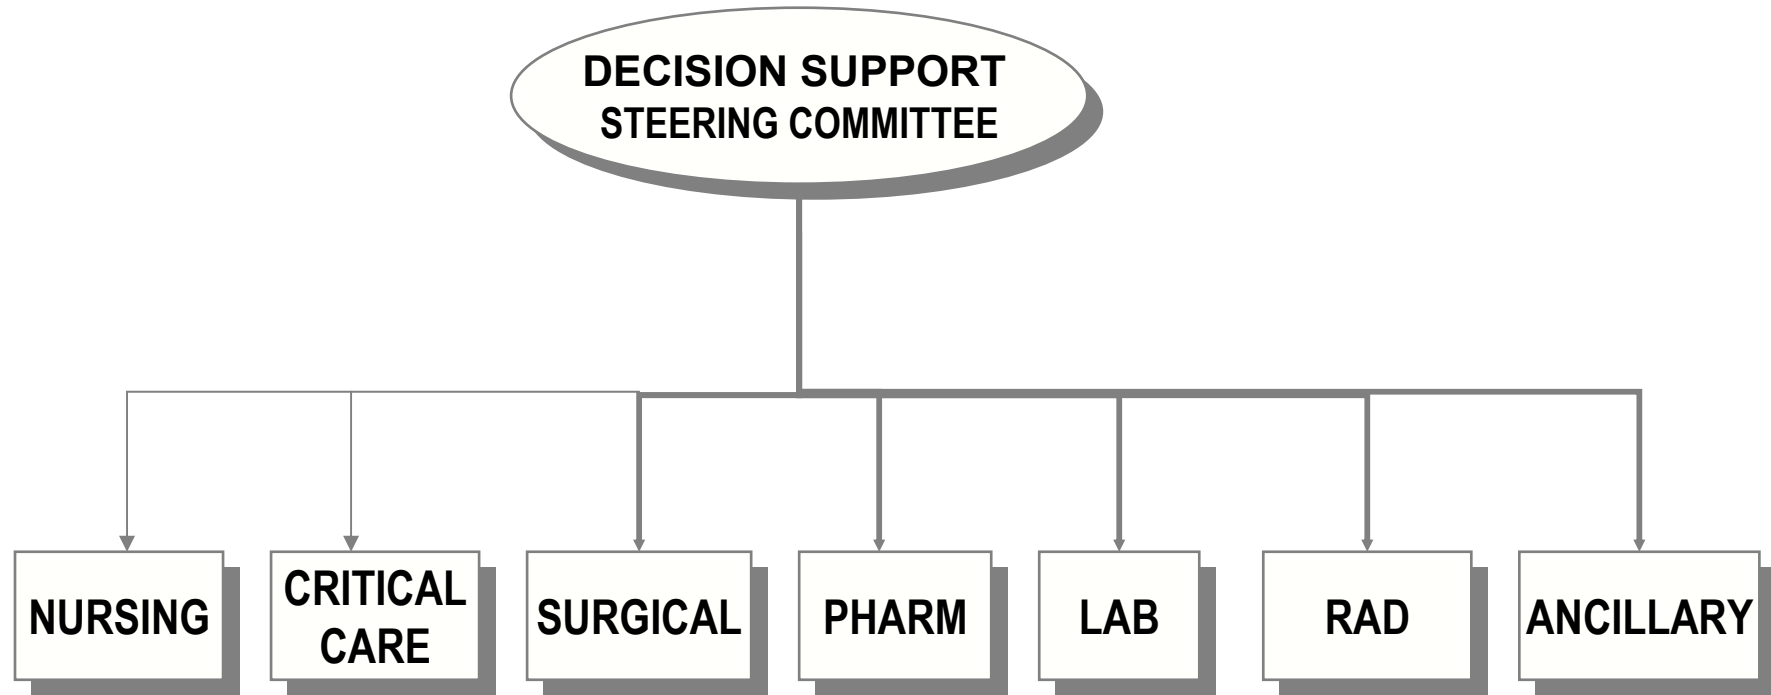 DECISION SUPPORT
STEERING COMMITTEE
NURSING
CRITICAL
CARE
SURGICAL
PHARM
LAB
RAD
ANCILLARY